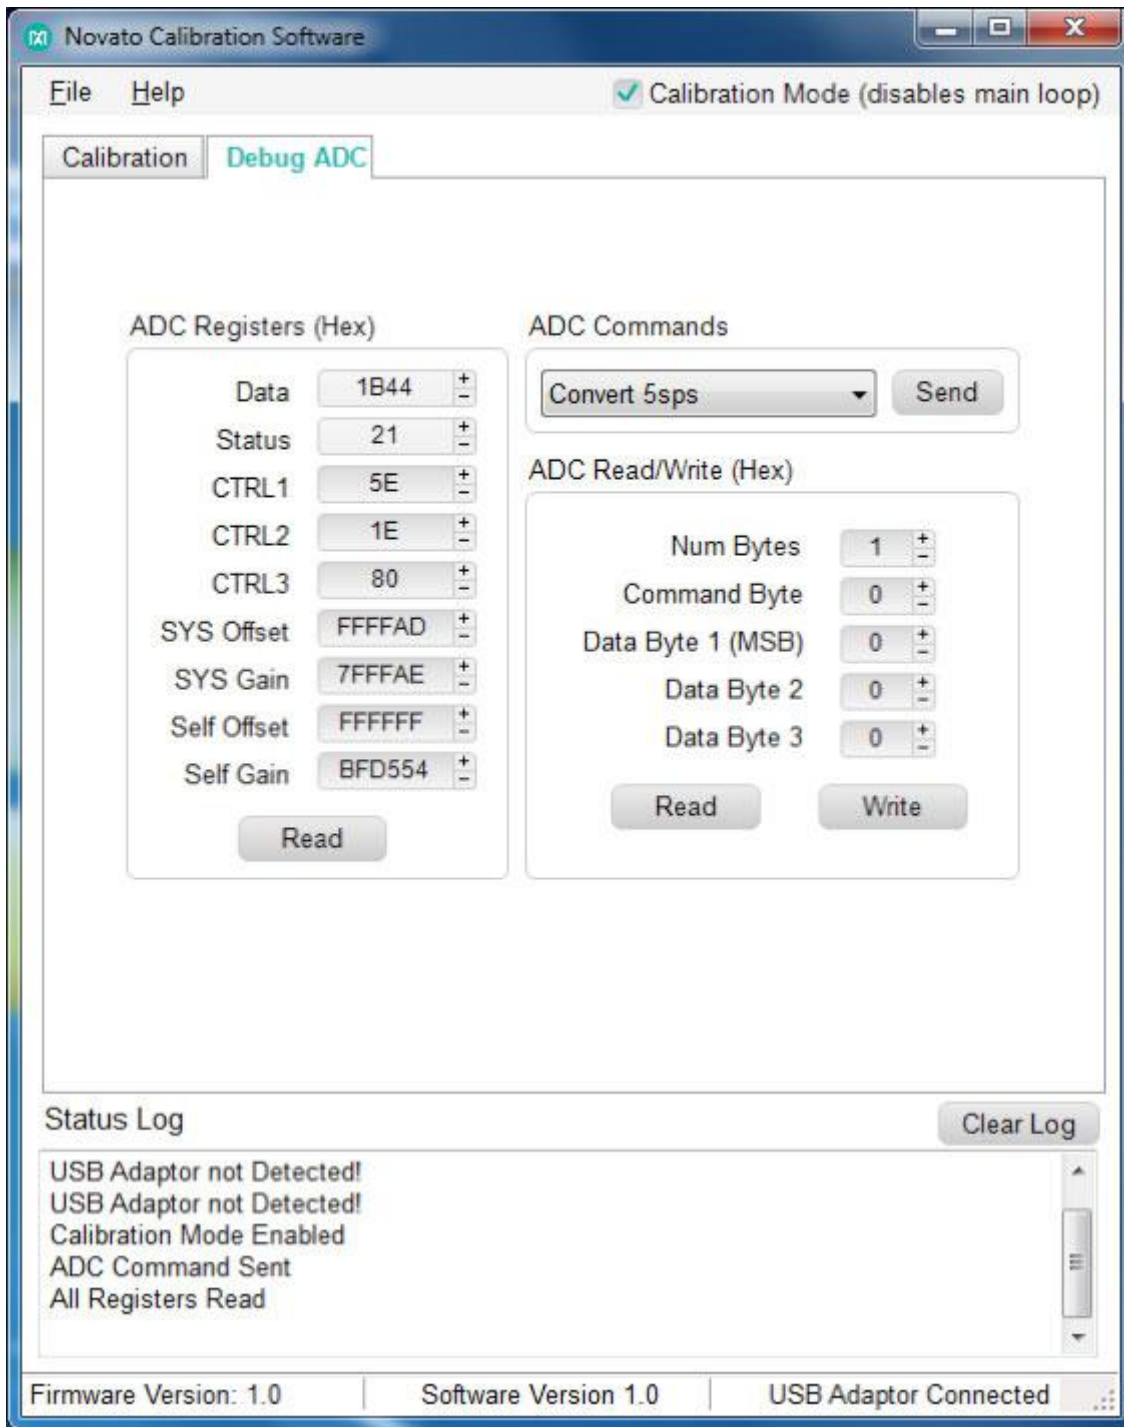 Novato Calibration Software
File Help Calibration Mode (disables main loop)
Calibration Debug ADC
ADC Registers (Hex)
Data 1B44
Status 21
CTRL1 5E
CTRL2 1E
CTRL3 80
SYS Offset FFFFAD
SYS Gain 7FFFAE
Self Offset FFFFFF
Self Gain BFD554
Read
ADC Commands
Convert 5sps Send
ADC Read/Write (Hex)
Num Bytes 1
Command Byte 0
Data Byte 1 (MSB) 0
Data Byte 2 0
Data Byte 3 0
Read Write
Status Log Clear Log
USB Adaptor not Detected!
USB Adaptor not Detected!
Calibration Mode Enabled
ADC Command Sent
All Registers Read
Firmware Version: 1.0 Software Version 1.0 USB Adaptor Connected